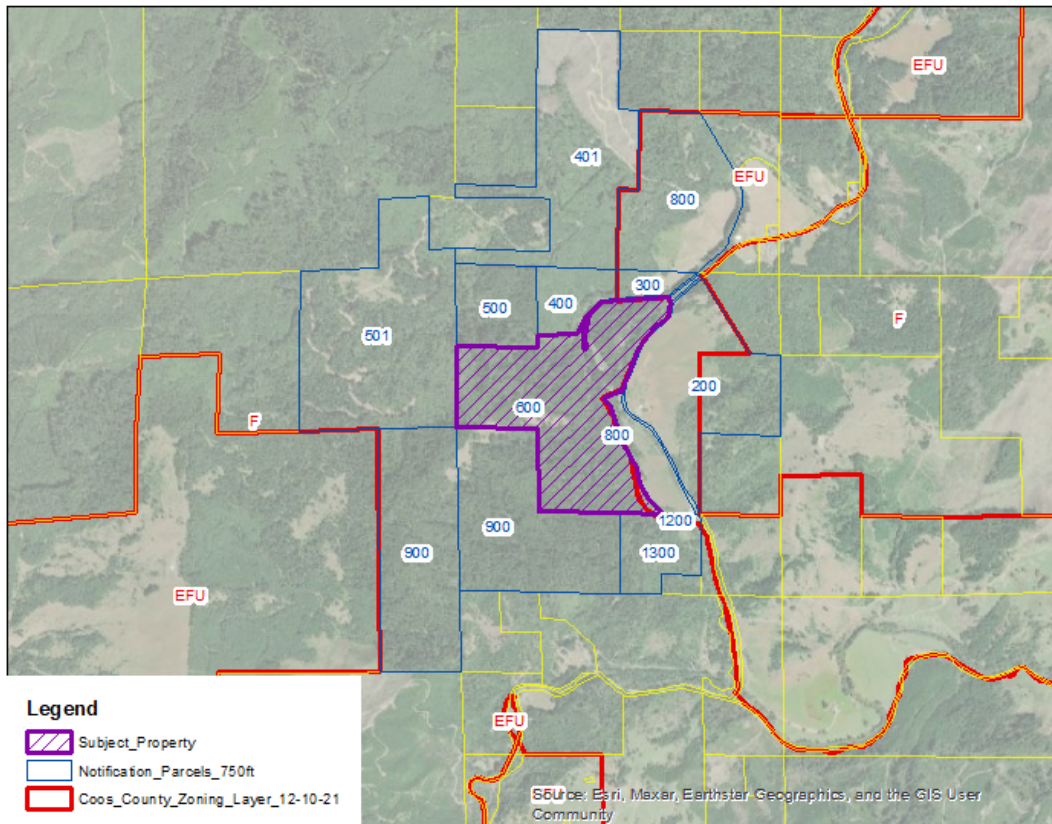 EFU
401
EFU
800
300
500
400
F
501
200
600
F
800
900
1200
900
1300
EFU
EFU
Legend
Subject_Property
Notification_Parcels_750ft
Coos_County_Zoning_Layer_12-10-21
Source: Esri, Maxar, Earthstar Geographics, and the GIS User
Community